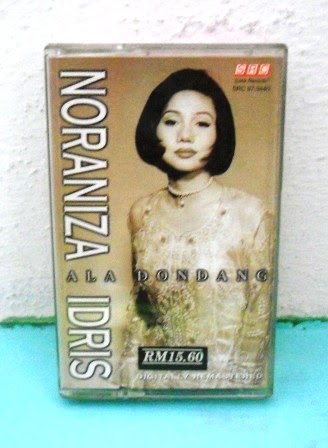 NORANIZA IDRIS
ALA DONDANG
RM15.60
DIGITALLY REMASTERED